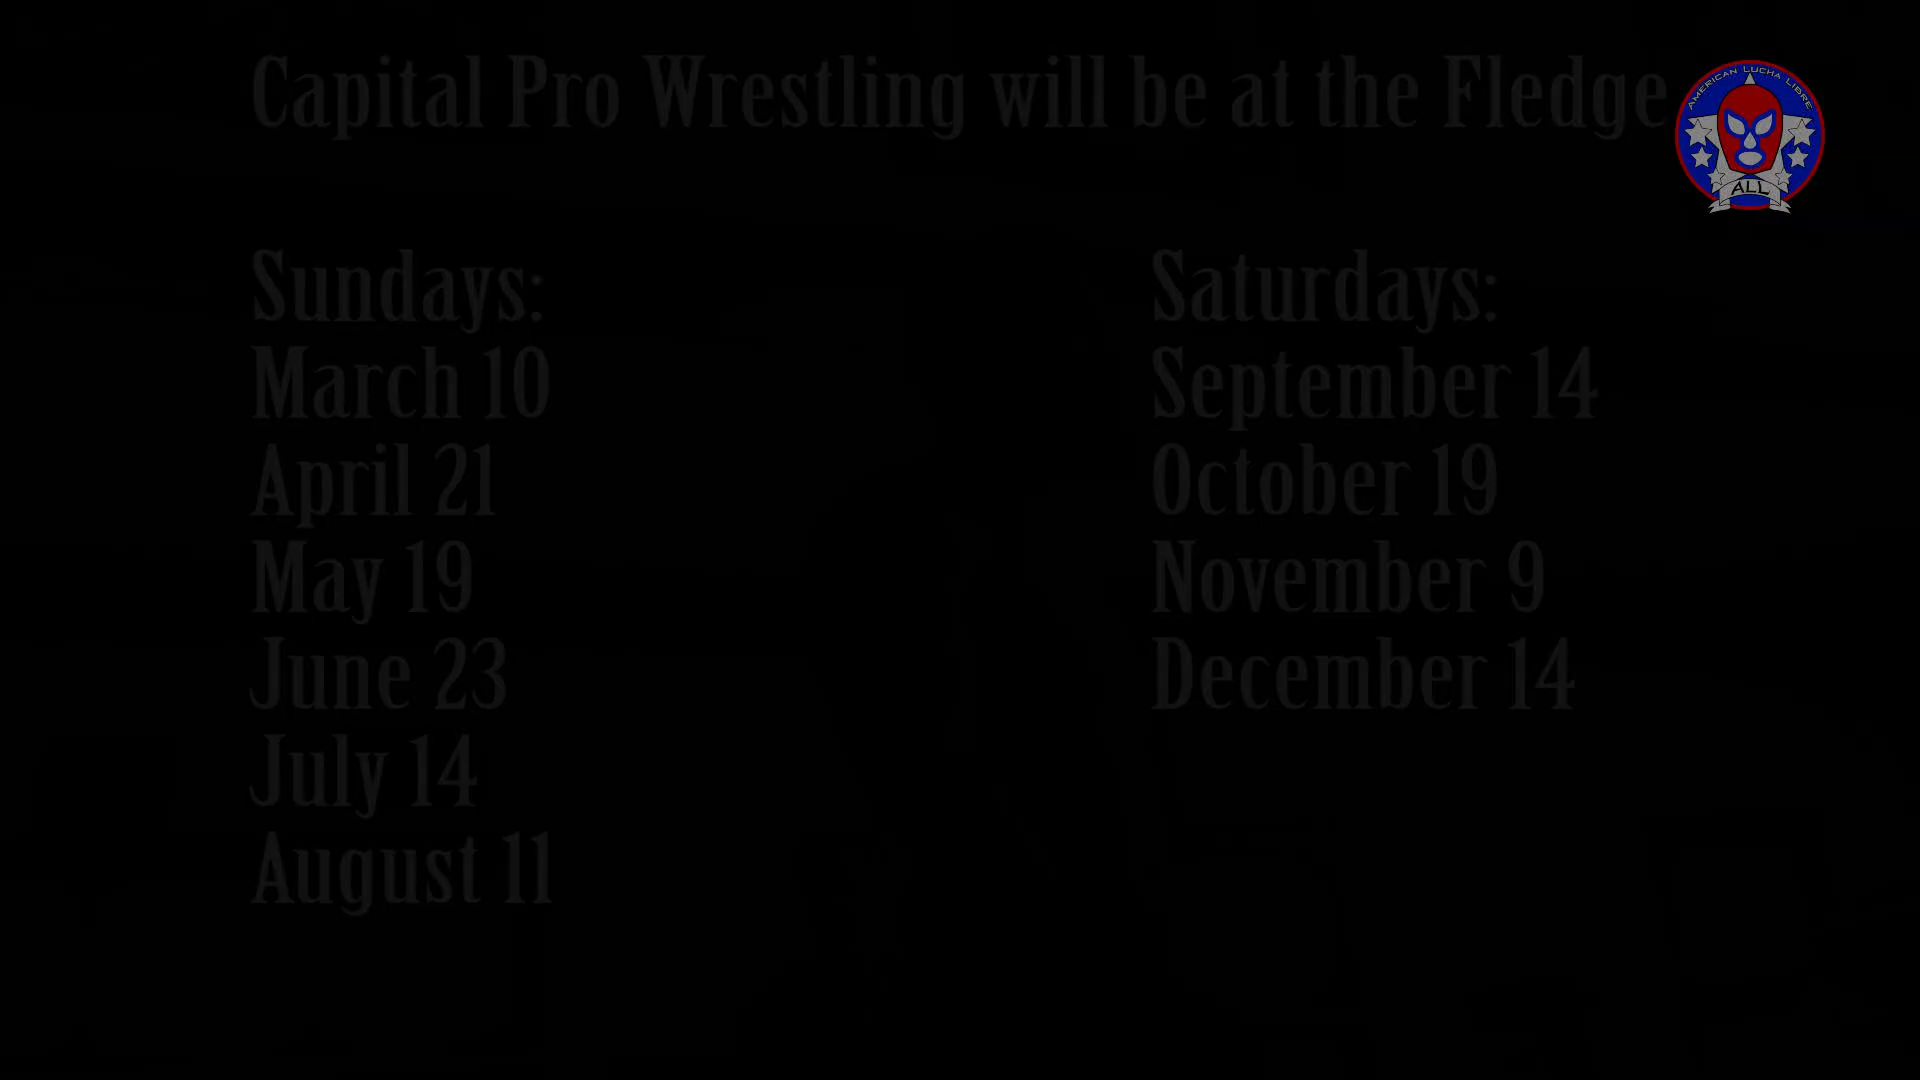 Capital Pro Wrestling will be at the Fledge
AMERICAN LUCHA LIBRE
ALL
Sundays:
March 10
April 21
May 19
June 23
July 14
August 11
Saturdays:
September 14
October 19
November 9
December 14